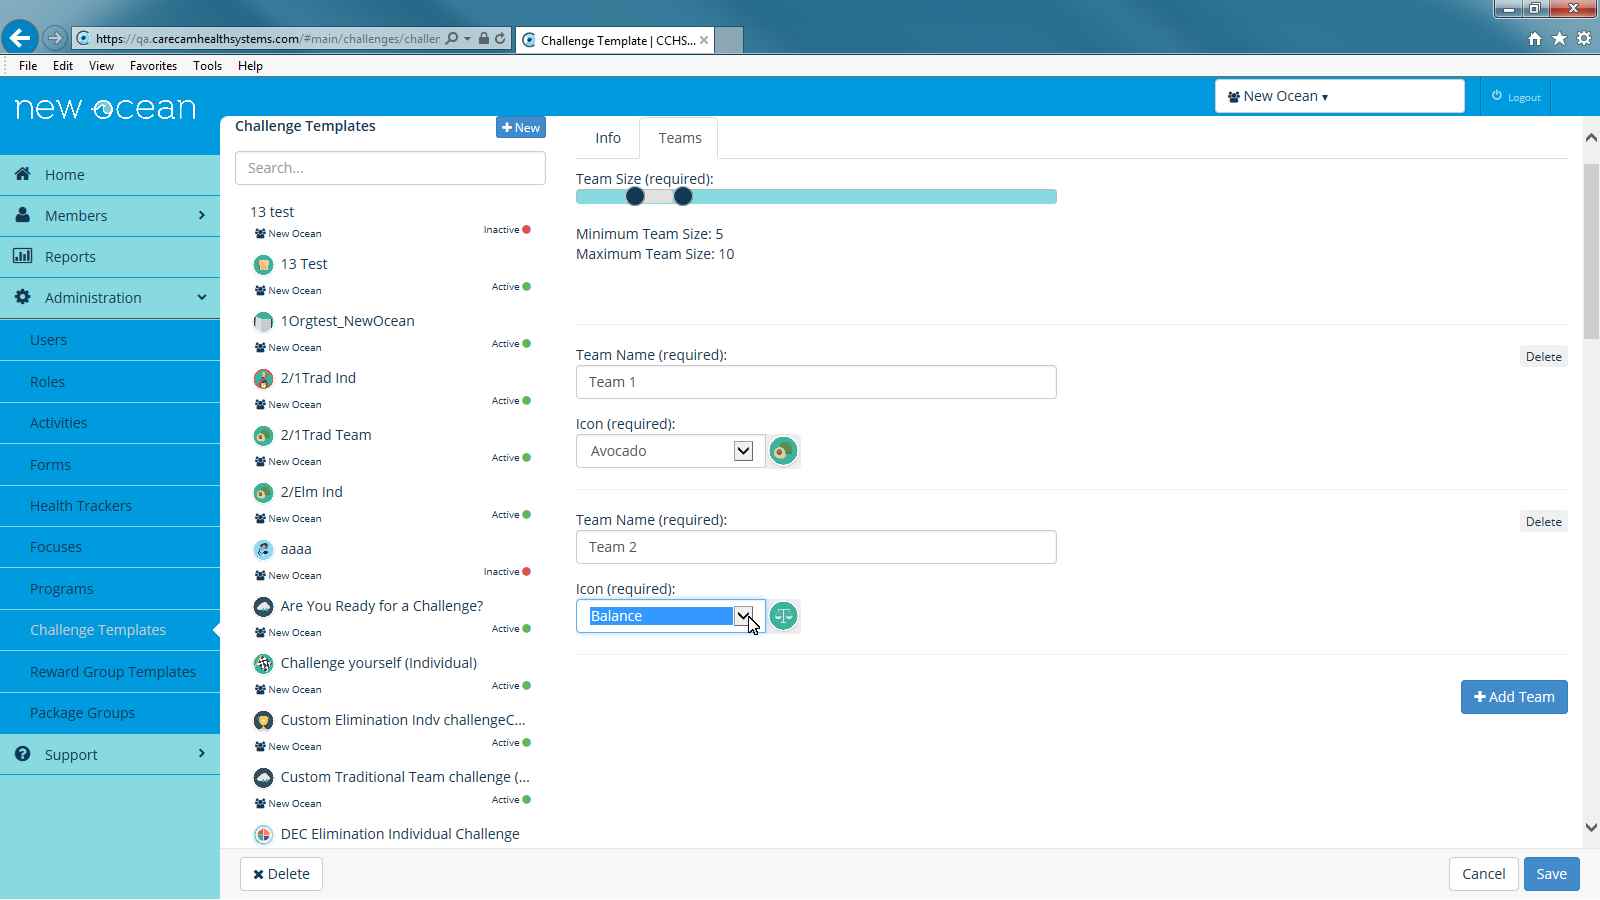 https://qa.carecamhealthsystems.com/#main/challenges/challer
Challenge Template | CCHS...
File Edit View Favorites Tools Help
new ocean
New Ocean
Logout
Home
Members
Reports
Administration
Users
Roles
Activities
Forms
Health Trackers
Focuses
Programs
Challenge Templates
Reward Group Templates
Package Groups
Support
Challenge Templates
New
Search...
13 test
New Ocean Inactive
13 Test
New Ocean Active
1Orgtest_NewOcean
New Ocean Active
2/1Trad Ind
New Ocean Active
2/1Trad Team
New Ocean Active
2/Elm Ind
New Ocean Active
aaaa
New Ocean Inactive
Are You Ready for a Challenge?
New Ocean Active
Challenge yourself (Individual)
New Ocean Active
Custom Elimination Indv challengeC...
New Ocean Active
Custom Traditional Team challenge (...
New Ocean Active
DEC Elimination Individual Challenge
Info Teams
Team Size (required):
Minimum Team Size: 5
Maximum Team Size: 10
Team Name (required):
Delete
Team 1
Icon (required):
Avocado
Team Name (required):
Delete
Team 2
Icon (required):
Balance
Add Team
Delete
Cancel
Save